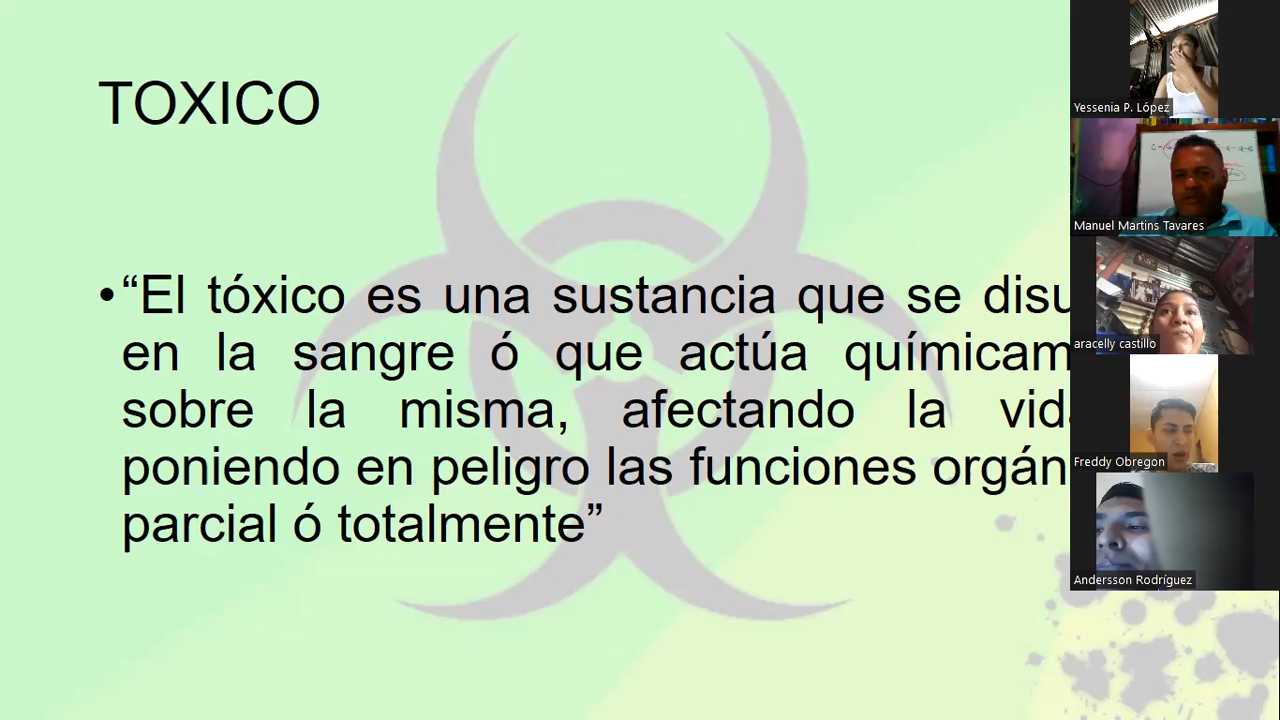 TOXICO
• “El tóxico es una sustancia que se
en la sangre ó que actúa
sobre la misma, afectando la
poniendo en peligro las funciones
parcial ó totalmente”
Yessenia P. López
Manuel Martins Tavares
aracelly castillo
Freddy Obregon
Andersson Rodríguez